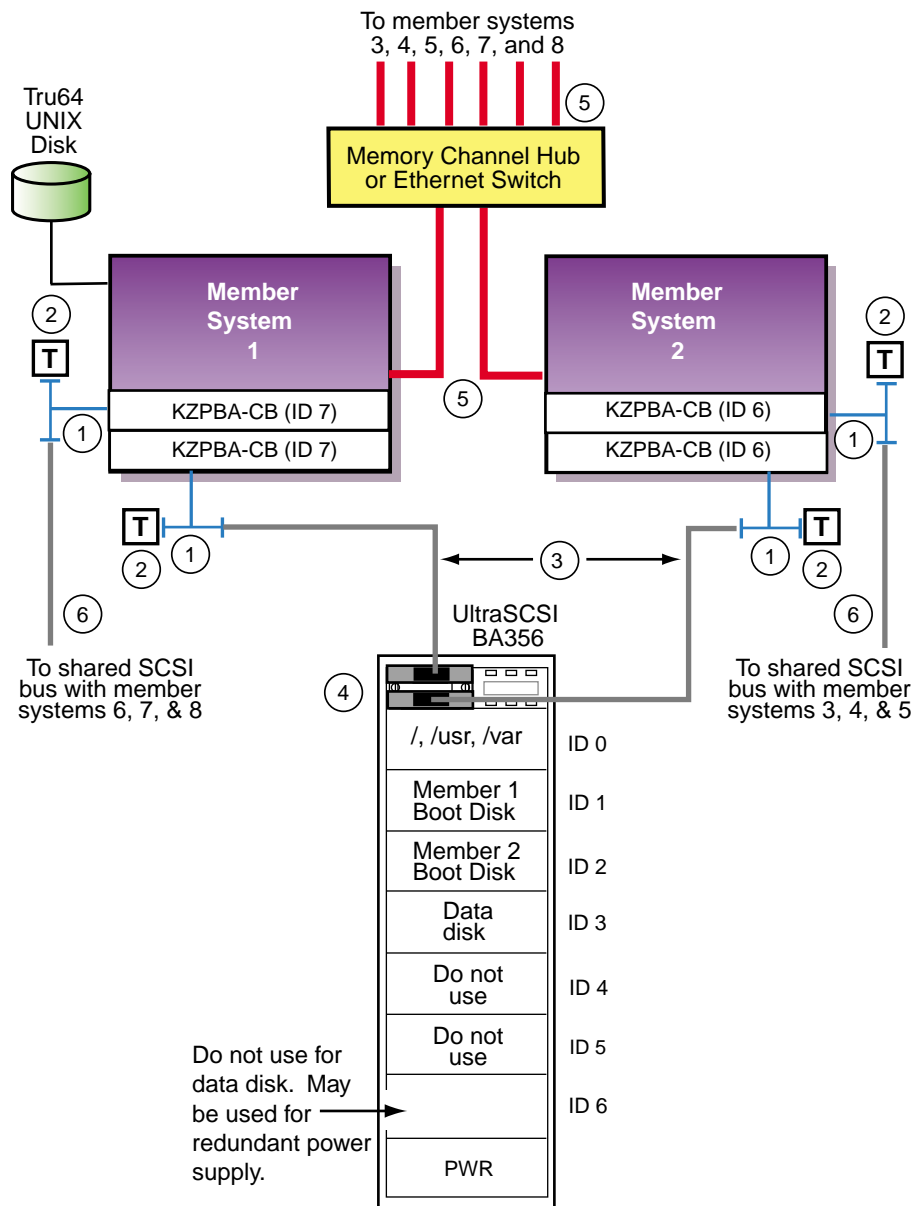 To member systems
3, 4, 5, 6, 7, and 8
5
Tru64
UNIX
Disk
Memory Channel Hub
or Ethernet Switch
Member
System
1
Member
System
2
2
T
2
T
5
KZPBA-CB (ID 7)
KZPBA-CB (ID 7)
KZPBA-CB (ID 6)
KZPBA-CB (ID 6)
1
1
T
2
1
1
T
2
3
6
6
To shared SCSI
bus with member
systems 6, 7, & 8
UltraSCSI
BA356
To shared SCSI
bus with member
systems 3, 4, & 5
4
/, /usr, /var
ID 0
Member 1
Boot Disk
ID 1
Member 2
Boot Disk
ID 2
Data
disk
ID 3
Do not
use
ID 4
Do not
use
ID 5
Do not use for
data disk. May
be used for
redundant power
supply.
ID 6
PWR